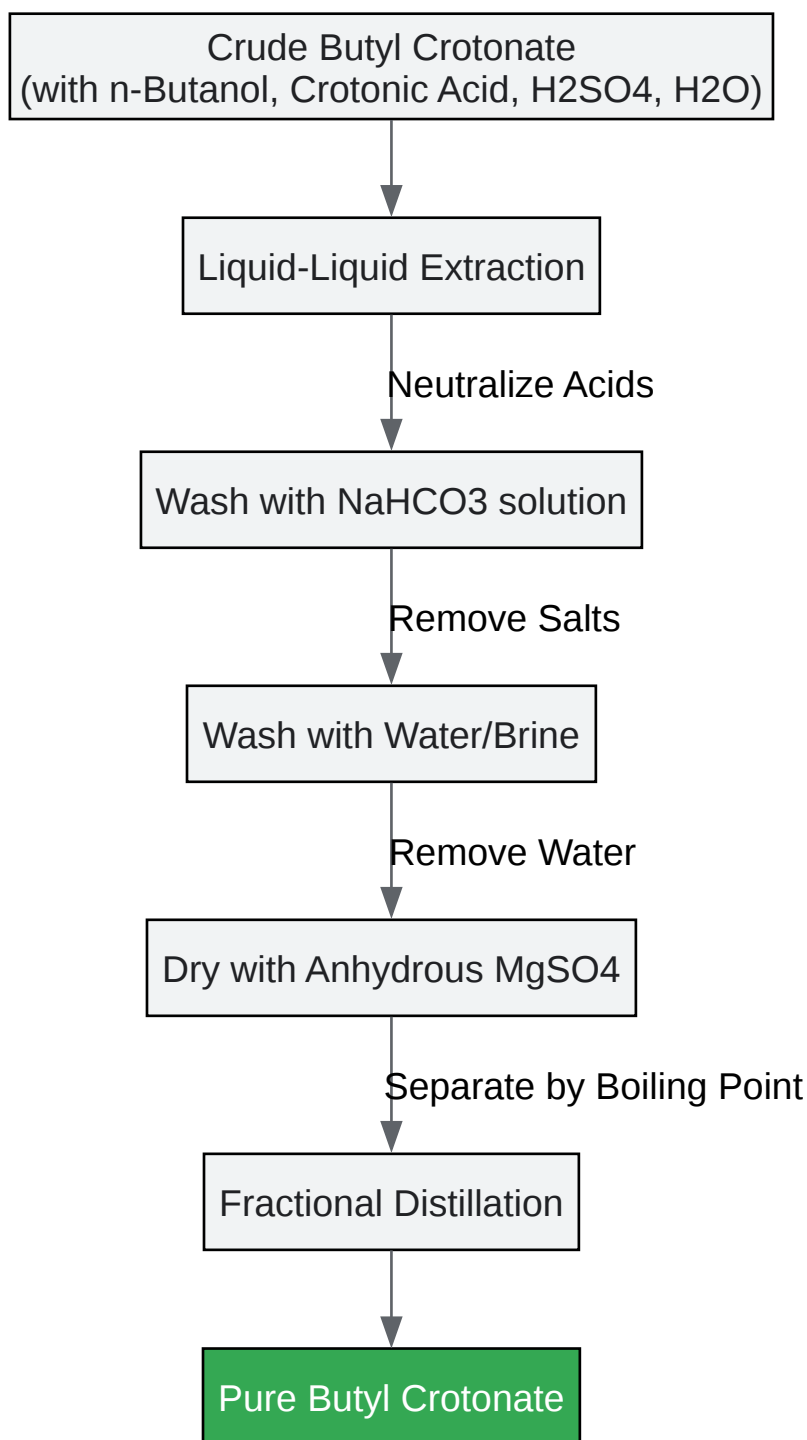 Crude Butyl Crotonate
(with n-Butanol, Crotonic Acid, H2SO4, H2O)
Liquid-Liquid Extraction
Neutralize Acids
Wash with NaHCO3 solution
Remove Salts
Wash with Water/Brine
Remove Water
Dry with Anhydrous MgSO4
Separate by Boiling Point
Fractional Distillation
Pure Butyl Crotonate